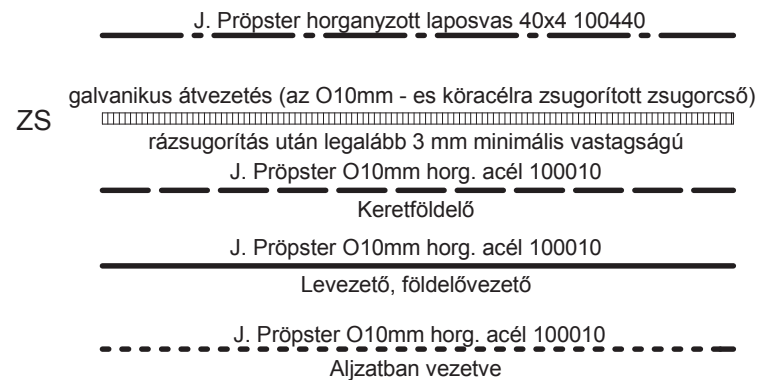 J. Pröpster horganyzott laposvas 40x4 100440
galvanikus átvezetés (az O10mm - es köracélra zsugorított zsugorcső)
ZS
rázsugorítás után legalább 3 mm minimális vastagságú
J. Pröpster O10mm horg. acél 100010
Keretföldelő
J. Pröpster O10mm horg. acél 100010
Levezető, földelővezető
J. Pröpster O10mm horg. acél 100010
Aljzatban vezetve